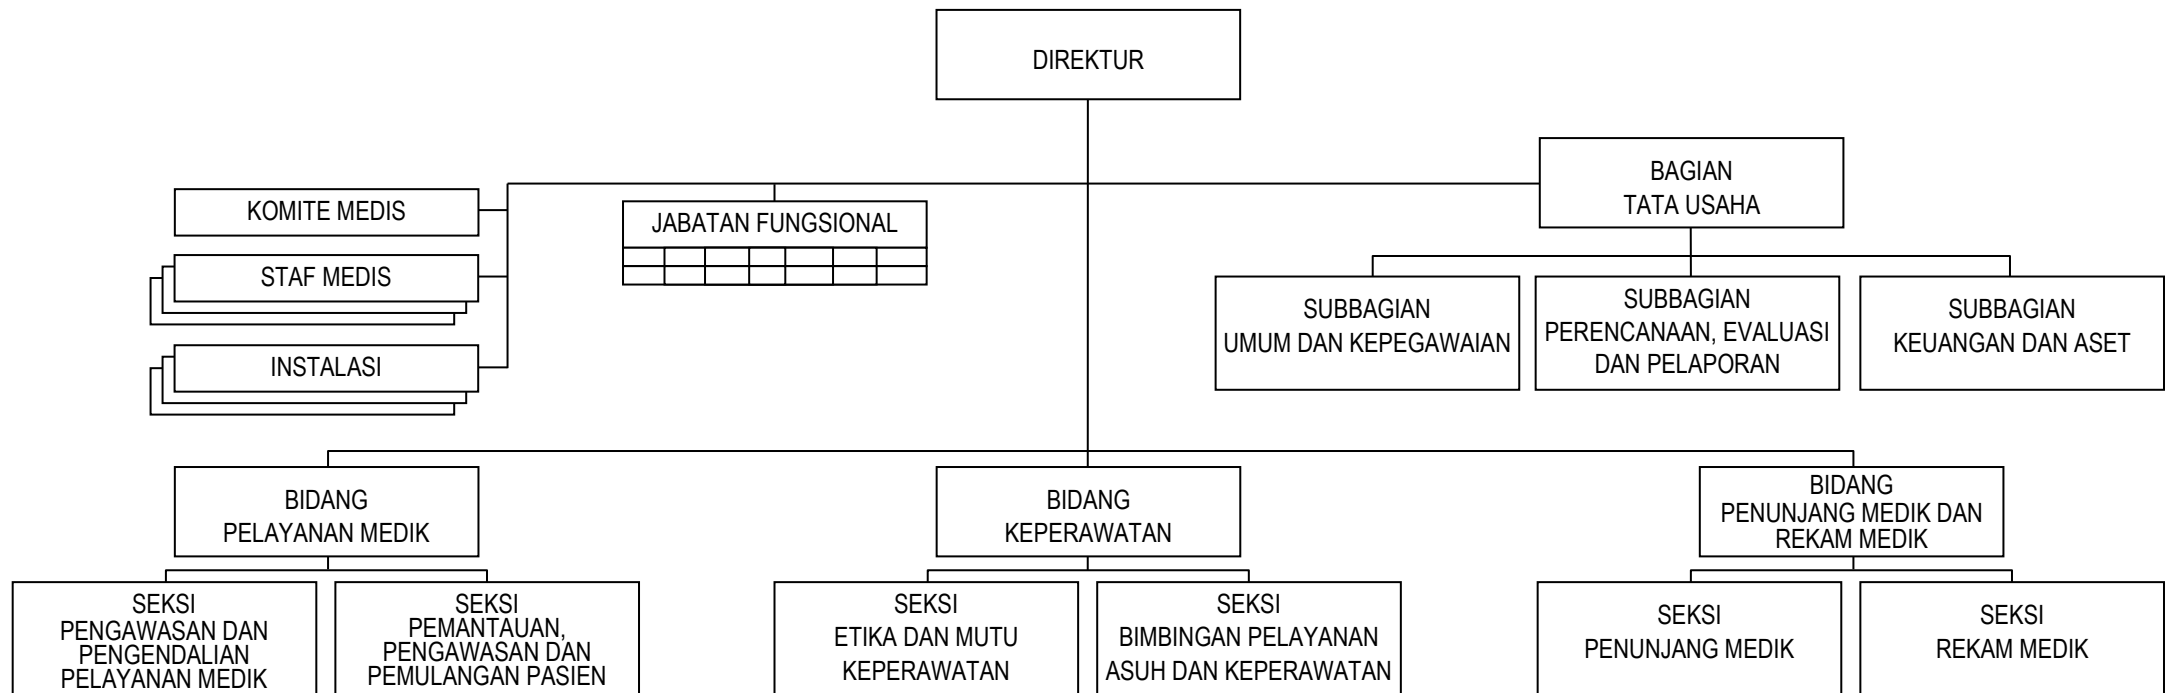 DIREKTUR
BAGIAN
TATA USAHA
KOMITE MEDIS
JABATAN FUNGSIONAL
STAF MEDIS
INSTALASI
SUBBAGIAN
UMUM DAN KEPEGAWAIAN
SUBBAGIAN
PERENCANAAN, EVALUASI
DAN PELAPORAN
SUBBAGIAN
KEUANGAN DAN ASET
BIDANG
PELAYANAN MEDIK
BIDANG
KEPERAWATAN
BIDANG
PENUNJANG MEDIK DAN
REKAM MEDIK
SEKSI
PENGAWASAN DAN
PENGENDALIAN
PELAYANAN MEDIK
SEKSI
PEMANTAUAN,
PENGAWASAN DAN
PEMULANGAN PASIEN
SEKSI
ETIKA DAN MUTU
KEPERAWATAN
SEKSI
BIMBINGAN PELAYANAN
ASUH DAN KEPERAWATAN
SEKSI
PENUNJANG MEDIK
SEKSI
REKAM MEDIK